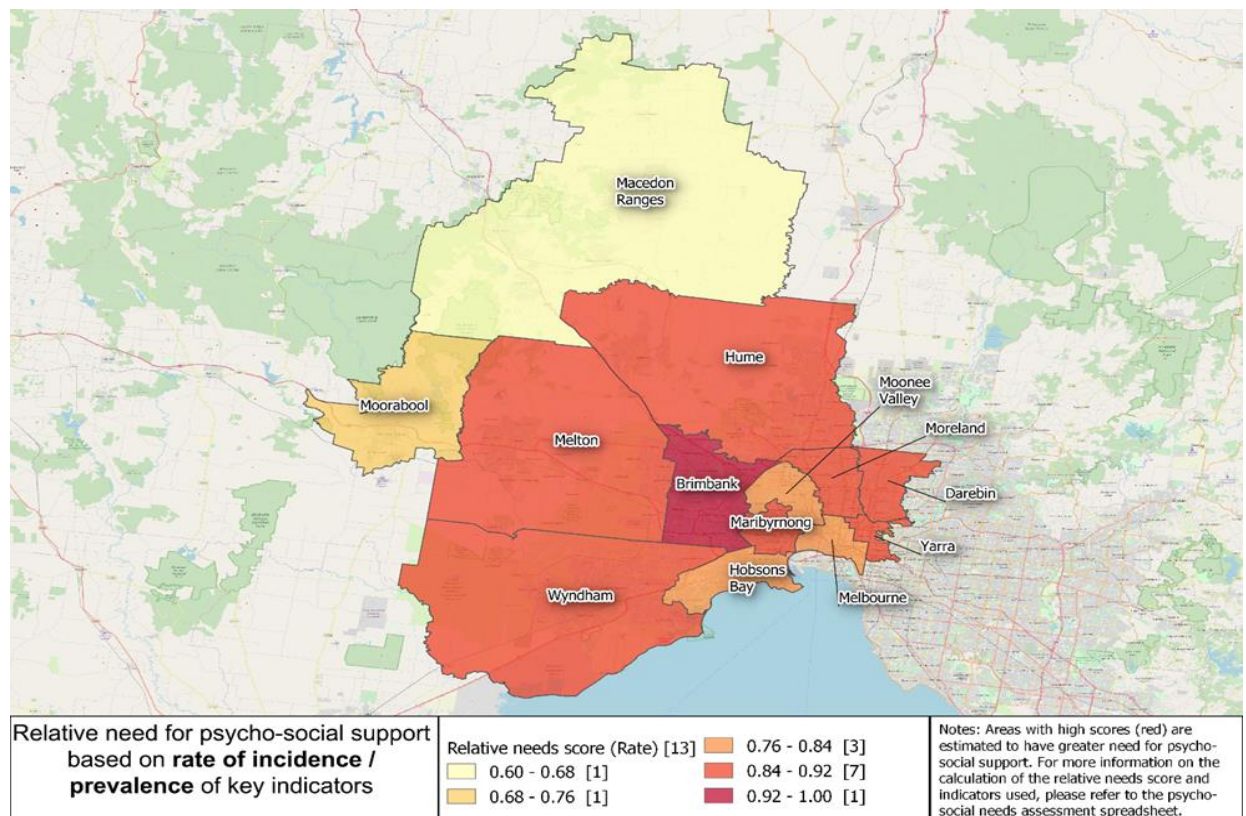 Macedon
Ranges
Hume
Moonee
Valley
Moorabool
Moreland
Melton
Brimbank
Darebin
Maribyrnong
Yarra
Hobsons
Bay
Wyndham
Melbourne
Relative need for psycho-social support
based on rate of incidence /
prevalence of key indicators
Relative needs score (Rate) [13]
0.60 - 0.68 [1]
0.68 - 0.76 [1]
0.76 - 0.84 [3]
0.84 - 0.92 [7]
0.92 - 1.00 [1]
Notes: Areas with high scores (red) are
estimated to have greater need for psycho-
social support. For more information on the
calculation of the relative needs score and
indicators used, please refer to the psycho-
social needs assessment spreadsheet.